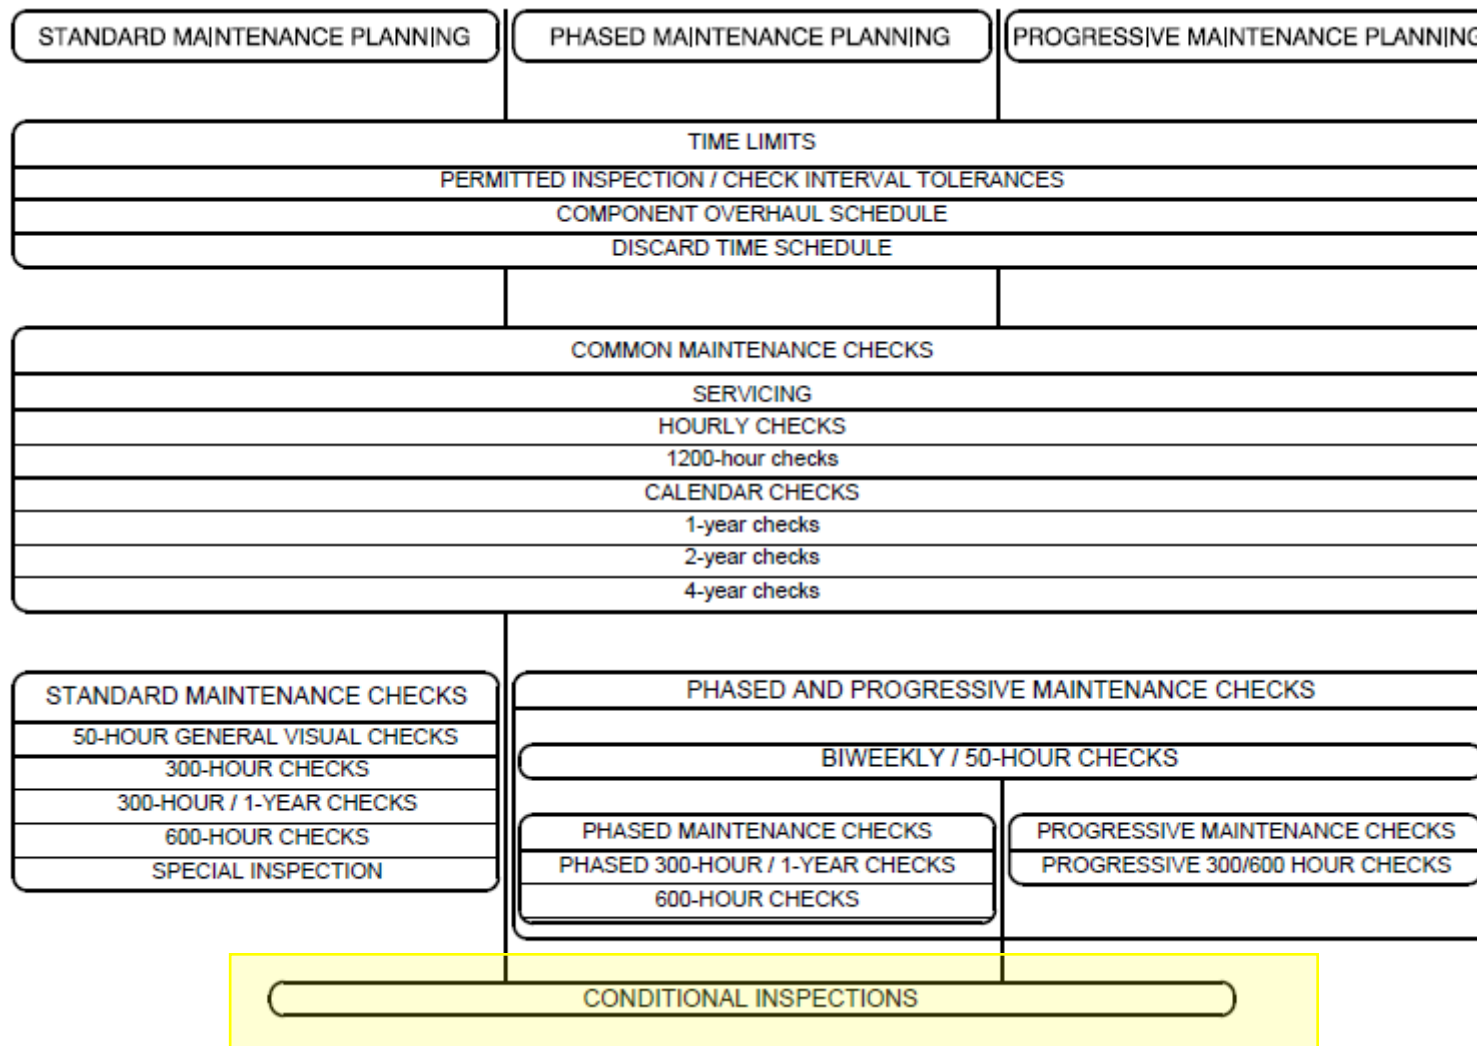 STANDARD MAINTENANCE PLANNING
PHASED MAINTENANCE PLANNING
PROGRESSIVE MAINTENANCE PLANNING
TIME LIMITS
PERMITTED INSPECTION / CHECK INTERVAL TOLERANCES
COMPONENT OVERHAUL SCHEDULE
DISCARD TIME SCHEDULE
COMMON MAINTENANCE CHECKS
SERVICING
HOURLY CHECKS
1200-hour checks
CALENDAR CHECKS
1-year checks
2-year checks
4-year checks
STANDARD MAINTENANCE CHECKS
50-HOUR GENERAL VISUAL CHECKS
300-HOUR CHECKS
300-HOUR / 1-YEAR CHECKS
600-HOUR CHECKS
SPECIAL INSPECTION
PHASED AND PROGRESSIVE MAINTENANCE CHECKS
BIWEEKLY / 50-HOUR CHECKS
PHASED MAINTENANCE CHECKS
PHASED 300-HOUR / 1-YEAR CHECKS
600-HOUR CHECKS
PROGRESSIVE MAINTENANCE CHECKS
PROGRESSIVE 300/600 HOUR CHECKS
CONDITIONAL INSPECTIONS